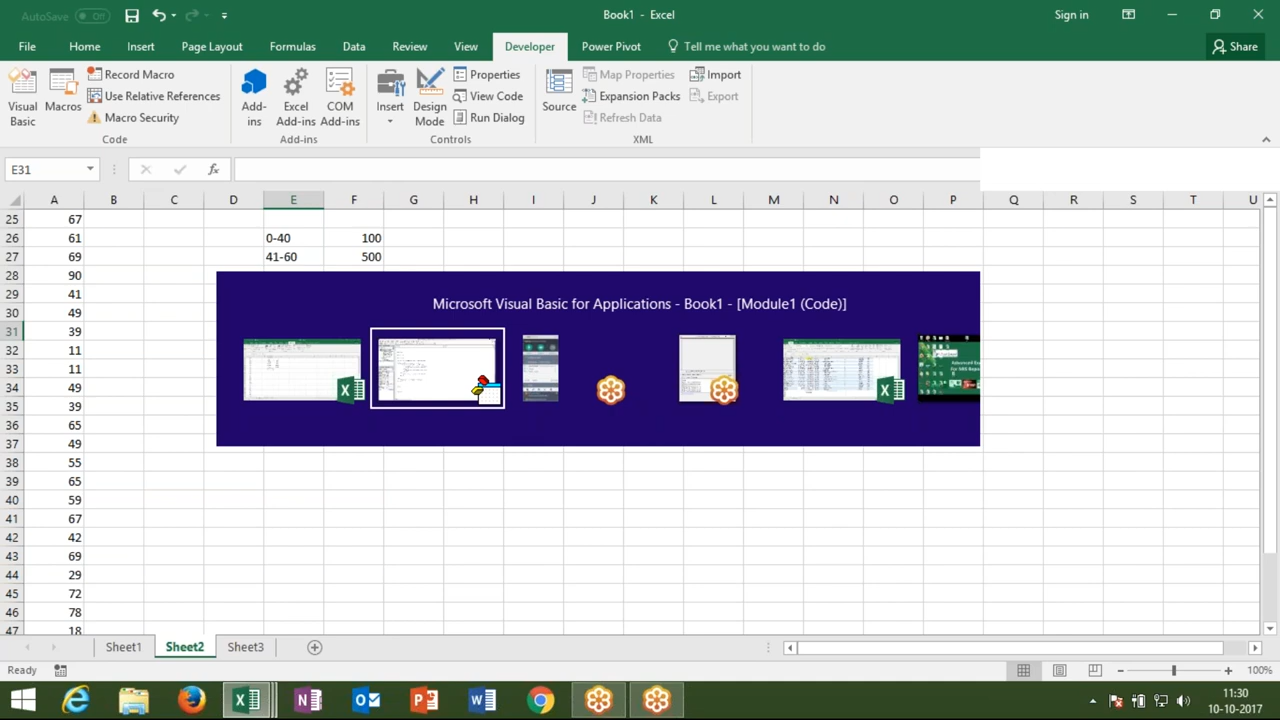 AutoSave Off
Book1 - Excel
Sign in
File Home Insert Page Layout Formulas Data Review View Developer Power Pivot Tell me what you want to do Share
Visual Basic
Macros
Record Macro
Use Relative References
Macro Security
Code
Add-ins
Excel Add-ins
COM Add-ins
Add-ins
Insert
Design Mode
Properties
View Code
Run Dialog
Controls
Source
Map Properties
Expansion Packs
Refresh Data
Import
Export
XML
E31
fx
A B C D E F G H I J K L M N O P Q R S T U
25 67
26 61 0-40 100
27 69 41-60 500
28 90
Microsoft Visual Basic for Applications - Book1 - [Module1 (Code)]
29 41
30 49
31 39
32 11
33 11
34 49
35 39
36 65
37 49
38 55
39 65
40 59
41 67
42 42
43 69
44 29
45 72
46 78
47 18
Sheet1 Sheet2 Sheet3
Ready
100%
11:30
10-10-2017